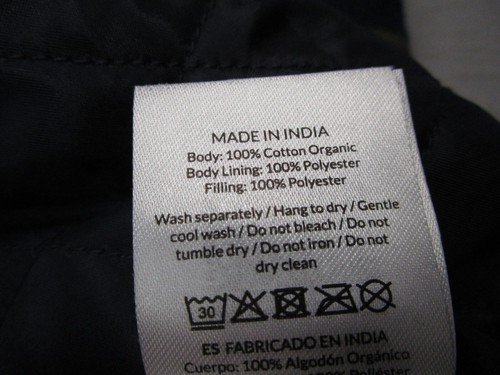 MADE IN INDIA
Body: 100% Cotton Organic
Body Lining: 100% Polyester
Filling: 100% Polyester
Wash separately / Hang to dry / Gentle
cool wash / Do not bleach / Do not
tumble dry / Do not iron / Do not
dry clean
30
ES FABRICADO EN INDIA
Cuerpo: 100% Algodón Orgánico